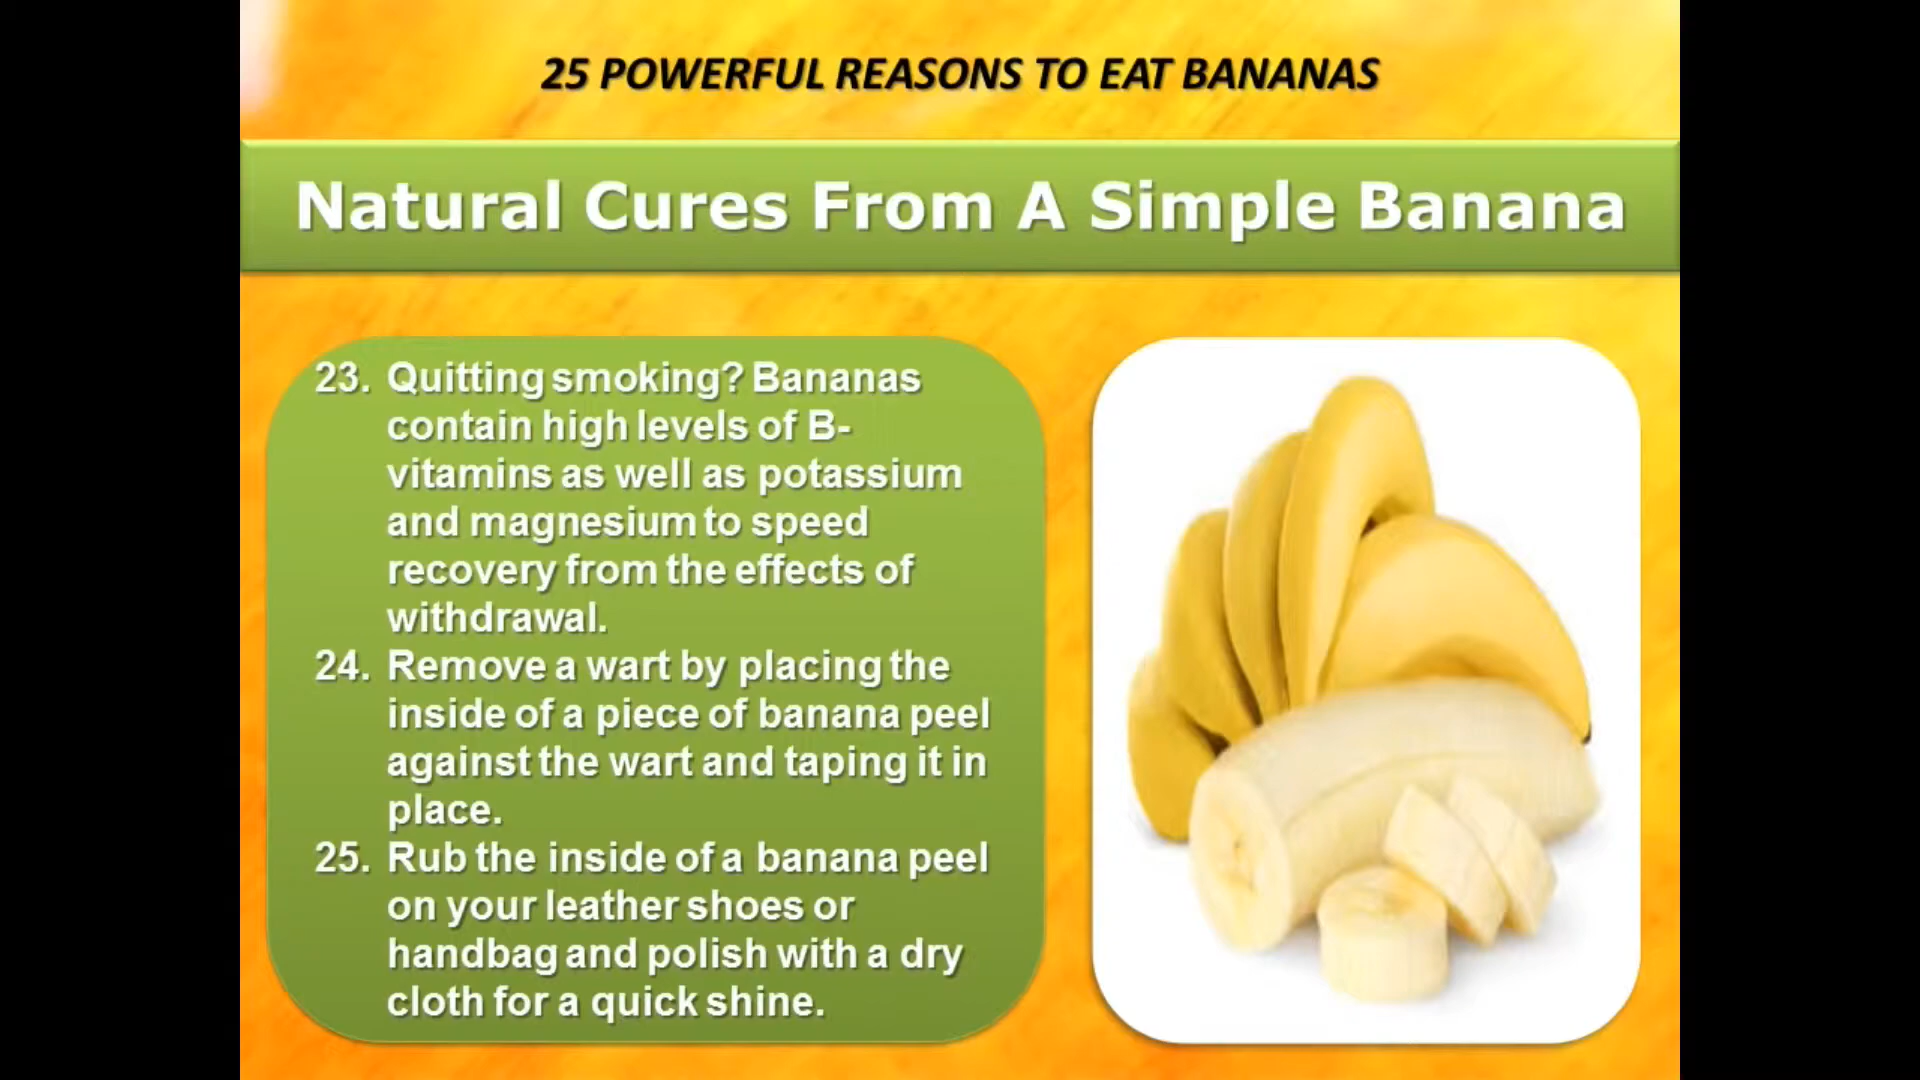 25 POWERFUL REASONS TO EAT BANANAS
Natural Cures From A Simple Banana
23. Quitting smoking? Bananas
contain high levels of B-
vitamins as well as potassium
and magnesium to speed
recovery from the effects of
withdrawal.
24. Remove a wart by placing the
inside of a piece of banana peel
against the wart and taping it in
place.
25. Rub the inside of a banana peel
on your leather shoes or
handbag and polish with a dry
cloth for a quick shine.